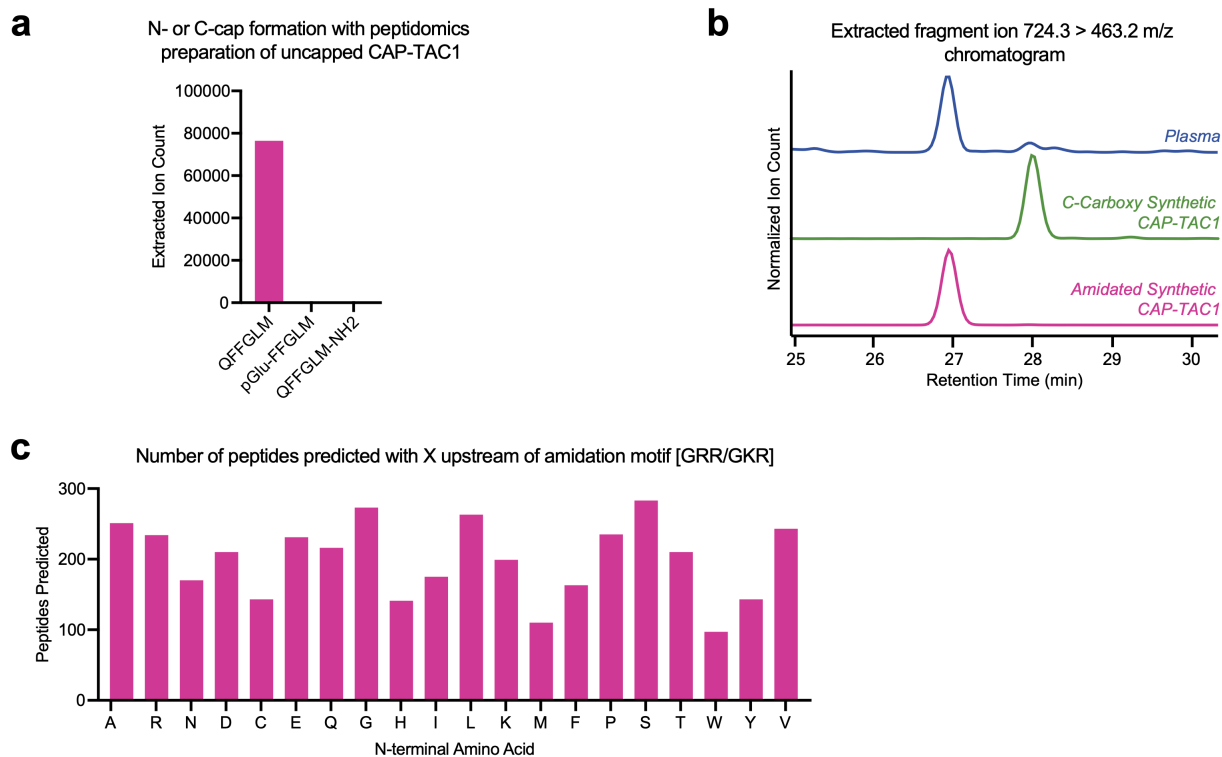 a
N- or C-cap formation with peptidomics
preparation of uncapped CAP-TAC1
Extracted Ion Count
100000
80000
60000
40000
20000
0
QFFGLM
pGlu-FFGLM
QFFGLM-NH2
b
Extracted fragment ion 724.3 > 463.2 m/z
chromatogram
Normalized Ion Count
Plasma
C-Carboxy Synthetic
CAP-TAC1
Amidated Synthetic
CAP-TAC1
25 26 27 28 29 30
Retention Time (min)
c
Number of peptides predicted with X upstream of amidation motif [GRR/GKR]
Peptides Predicted
300
200
100
0
A R N D C E Q G H I L K M F P S T W Y V
N-terminal Amino Acid